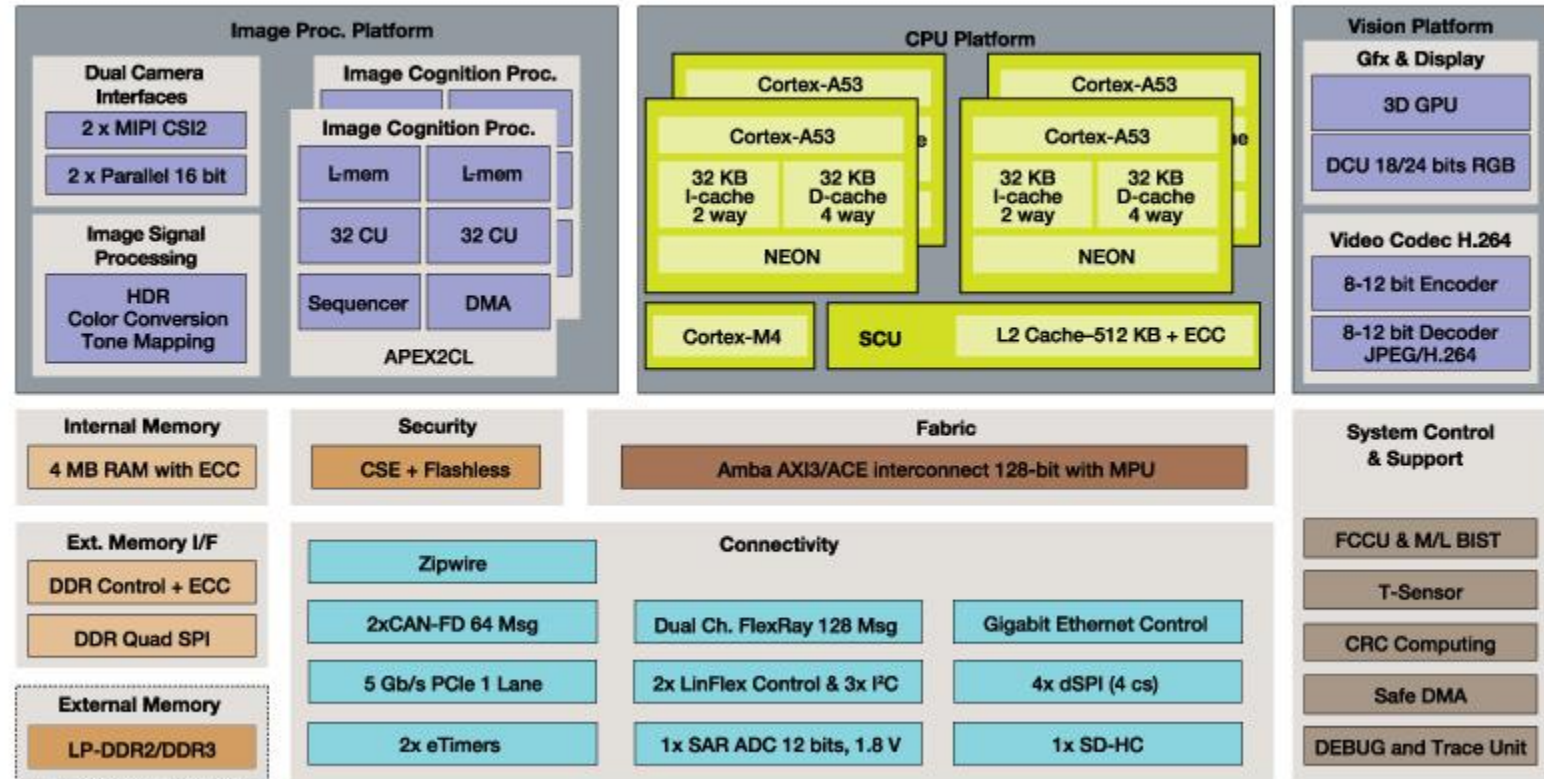 Image Proc. Platform
Dual Camera
Interfaces
2 x MIPI CSI2
2 x Parallel 16 bit
Image Signal
Processing
HDR
Color Conversion
Tone Mapping
Image Cognition Proc.
Image Cognition Proc.
L-mem
L-mem
32 CU
32 CU
Sequencer
DMA
APEX2CL
CPU Platform
Cortex-A53
Cortex-A53
32 KB
I-cache
2 way
32 KB
D-cache
4 way
NEON
Cortex-A53
Cortex-A53
32 KB
I-cache
2 way
32 KB
D-cache
4 way
NEON
Cortex-M4
SCU
L2 Cache–512 KB + ECC
Vision Platform
Gfx & Display
3D GPU
DCU 18/24 bits RGB
Video Codec H.264
8-12 bit Encoder
8-12 bit Decoder
JPEG/H.264
Internal Memory
4 MB RAM with ECC
Security
CSE + Flashless
Fabric
Amba AXI3/ACE interconnect 128-bit with MPU
Ext. Memory I/F
DDR Control + ECC
DDR Quad SPI
External Memory
LP-DDR2/DDR3
Connectivity
Zipwire
2xCAN-FD 64 Msg
Dual Ch. FlexRay 128 Msg
Gigabit Ethernet Control
5 Gb/s PCIe 1 Lane
2x LinFlex Control & 3x I²C
4x dSPI (4 cs)
2x eTimers
1x SAR ADC 12 bits, 1.8 V
1x SD-HC
System Control
& Support
FCCU & M/L BIST
T-Sensor
CRC Computing
Safe DMA
DEBUG and Trace Unit